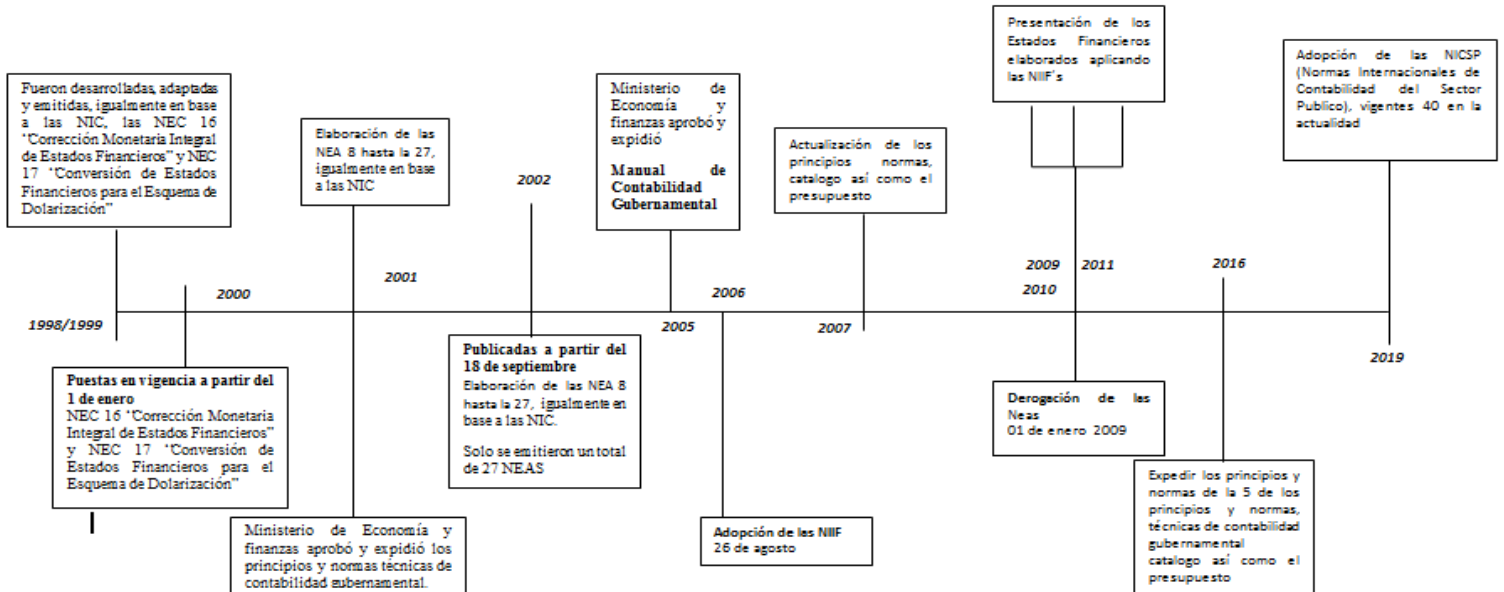 Fueron desarrolladas, adaptadas
y emitidas, igualmente en base
a las NIC, las NEC 16
"Corrección Monetaria Integral
de Estados Financieros" y NEC
17 "Conversión de Estados
Financieros para el Esquema de
Dolarización"
1998/1999
2000
Puestas en vigencia a partir del
1 de enero
NEC 16 "Corrección Monetaria
Integral de Estados Financieros"
y NEC 17 "Conversión de
Estados Financieros para el
Esquema de Dolarización"
Elaboración de las
NEA 8 hasta la 27,
igualmente en base
a las NIC
2001
Ministerio de Economía y
finanzas aprobó y expidió los
principios y normas técnicas de
contabilidad gubernamental.
2002
Publicadas a partir del
18 de septiembre
Elaboración de las NEA 8
hasta la 27, igualmente en
base a las NIC.
Solo se emitieron un total
de 27 NEAS
Ministerio de
Economía y
finanzas aprobó y
expidió
Manual de
Contabilidad
Gubernamental
2005
2006
Adopción de las NIIF
26 de agosto
Actualización de los
principios normas,
catalogo así como el
presupuesto
2007
Presentación de los
Estados Financieros
elaborados aplicando
las NIIF's
2009
2011
2010
Derogación de las
Neas
01 de enero 2009
2016
Expedir los principios y
normas de la 5 de los
principios y normas,
técnicas de contabilidad
gubernamental
catalogo así como el
presupuesto
Adopción de las NICSP
(Normas Internacionales de
Contabilidad del Sector
Publico), vigentes 40 en la
actualidad
2019